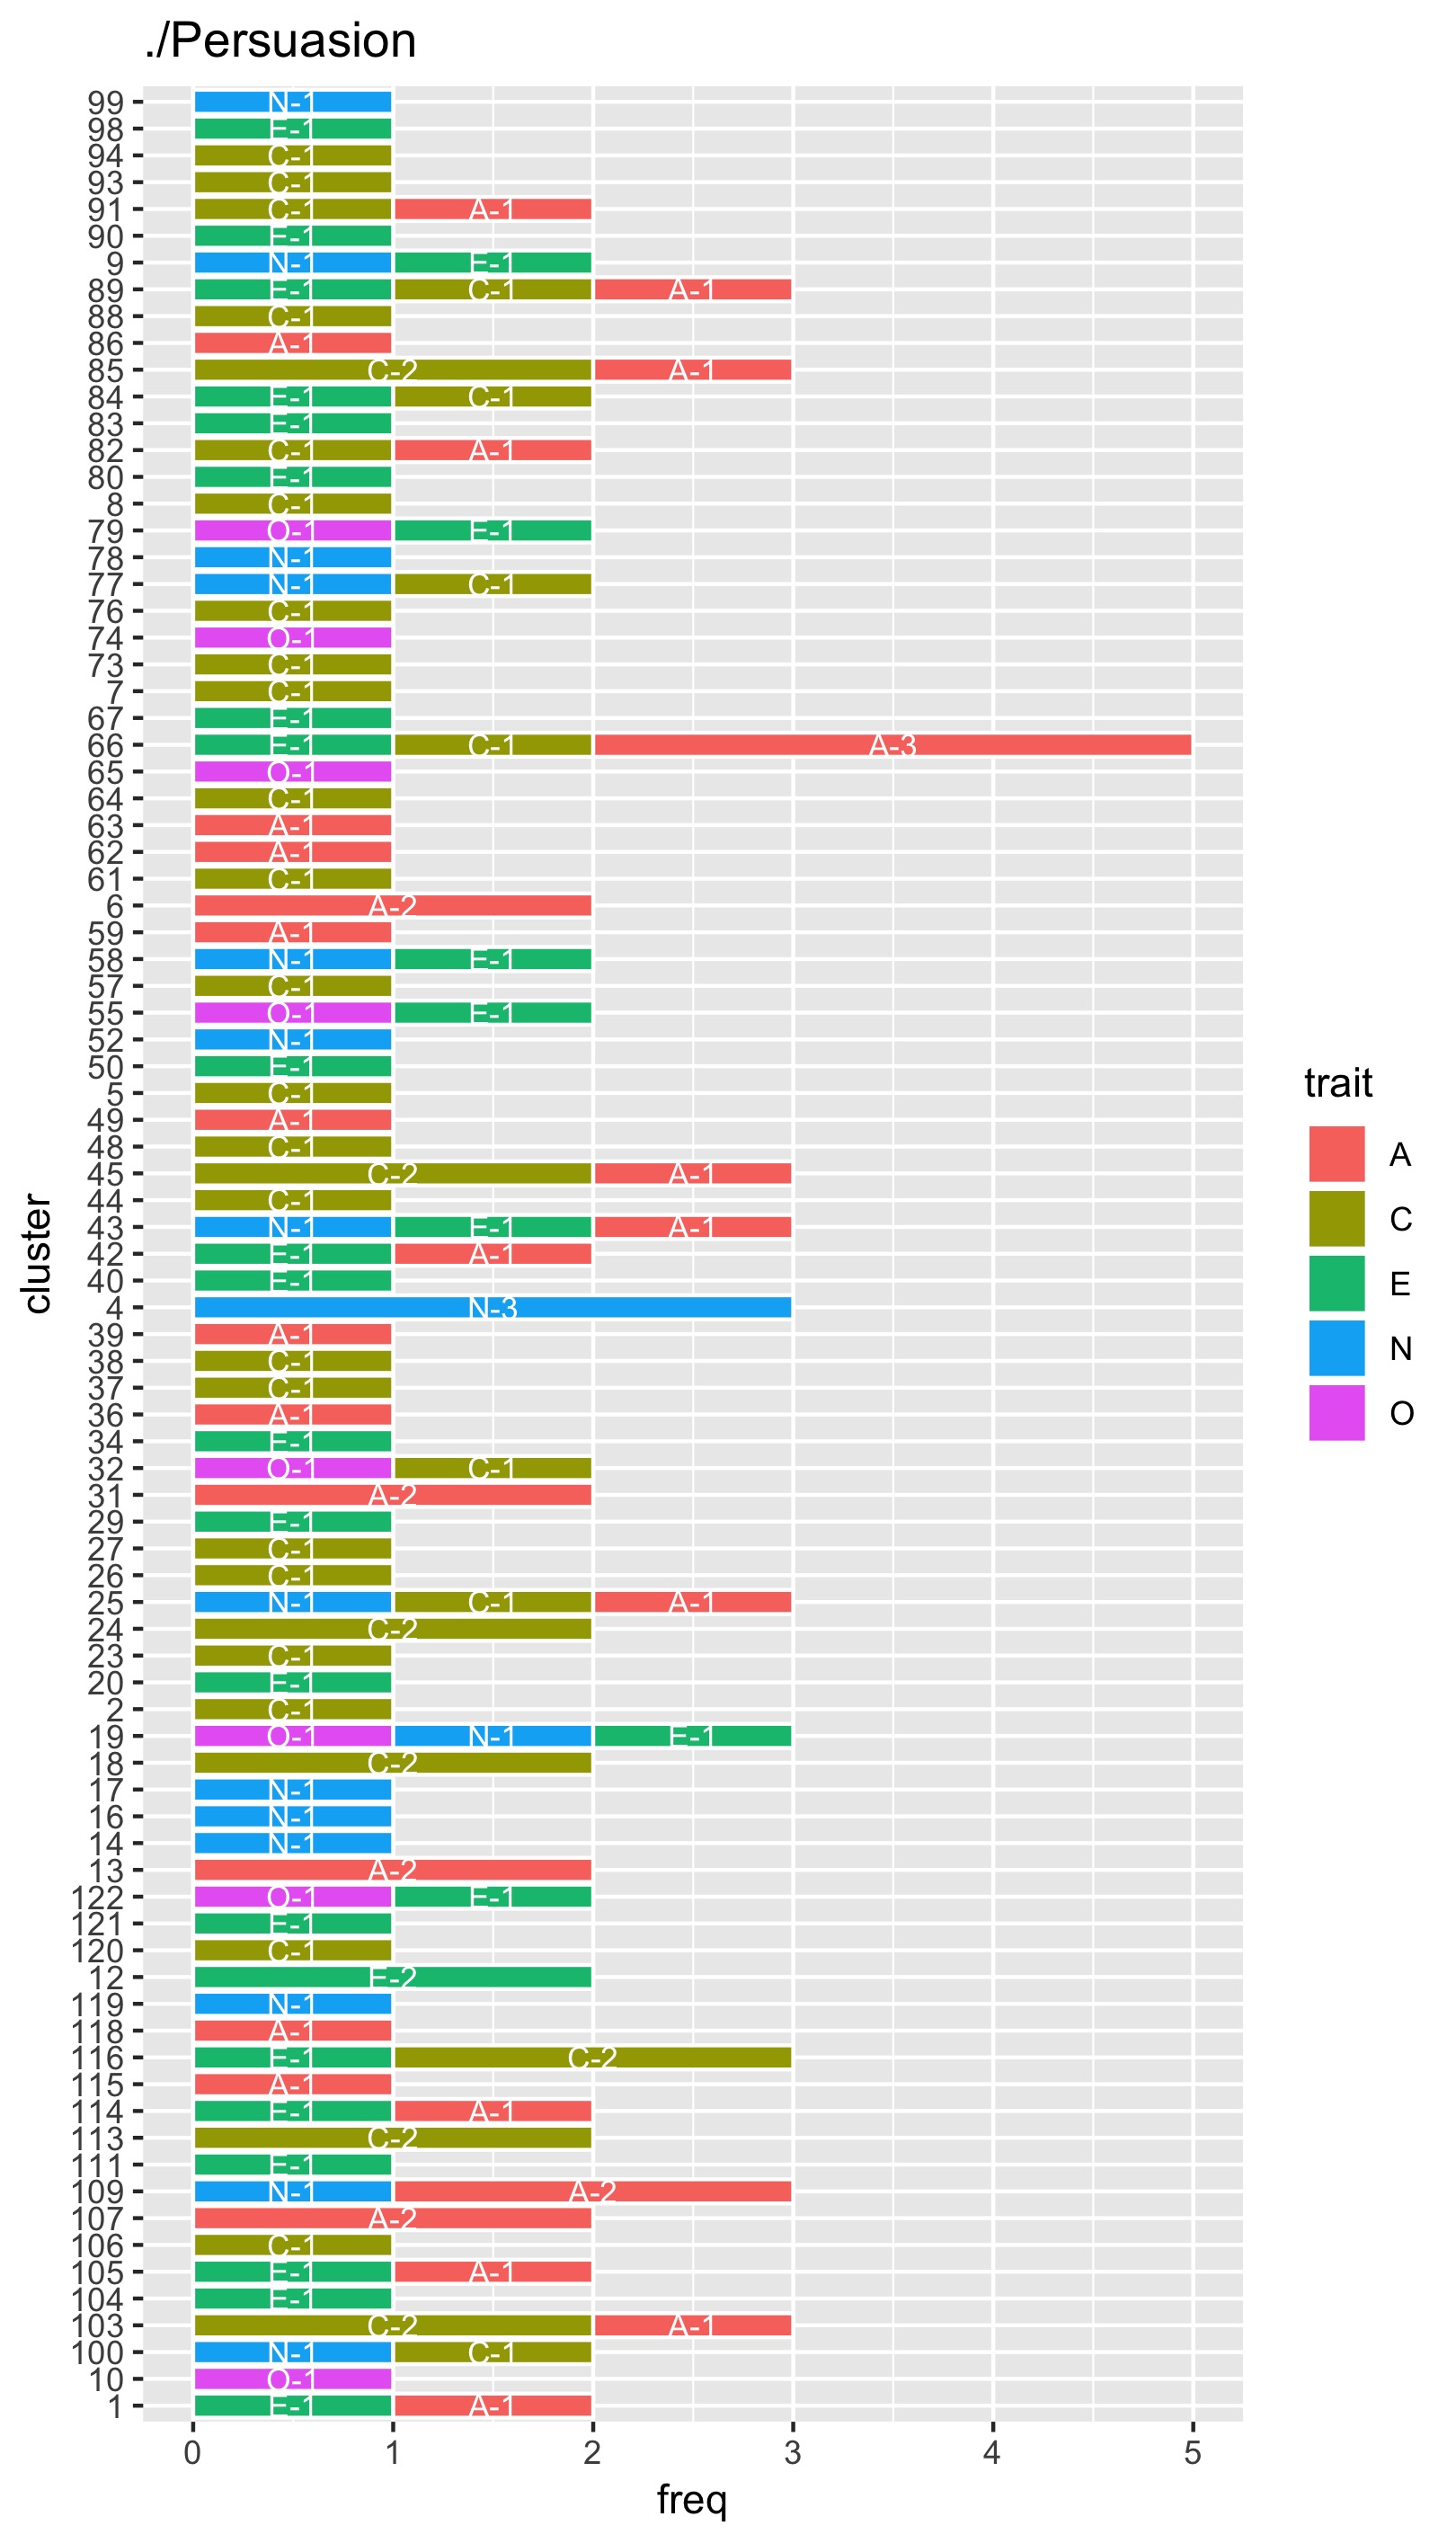 ./Persuasion
99 N-1
98 E-1
94 C-1
93 C-1
91 C-1 A-1
90 E-1
9 N-1 E-1
89 E-1 C-1 A-1
88 C-1
86 A-1
85 C-2 A-1
84 E-1 C-1
83 E-1
82 C-1 A-1
80 E-1
8 C-1
79 O-1 E-1
78 N-1
77 N-1 C-1
76 C-1
74 O-1
73 C-1
7 C-1
67 E-1
66 E-1 C-1 A-3
65 O-1
64 C-1
63 A-1
62 A-1
61 C-1
6 A-2
59 A-1
58 N-1 E-1
57 C-1
55 O-1 E-1
52 N-1
50 E-1
5 C-1
49 A-1
48 C-1
45 C-2 A-1
44 C-1
43 N-1 E-1 A-1
42 E-1 A-1
40 E-1
4 N-3
39 A-1
38 C-1
37 C-1
36 A-1
34 E-1
32 O-1 C-1
31 A-2
29 E-1
27 C-1
26 C-1
25 N-1 C-1 A-1
24 C-2
23 C-1
20 E-1
2 C-1
19 O-1 N-1 E-1
18 C-2
17 N-1
16 N-1
14 N-1
13 A-2
122 O-1 E-1
121 E-1
120 C-1
12 E-2
119 N-1
118 A-1
116 E-1 C-2
115 A-1
114 E-1 A-1
113 C-2
111 E-1
109 N-1 A-2
107 A-2
106 C-1
105 E-1 A-1
104 E-1
103 C-2 A-1
100 N-1 C-1
10 O-1
1 E-1 A-1
0 1 2 3 4 5
freq
cluster
trait
A
C
E
N
O